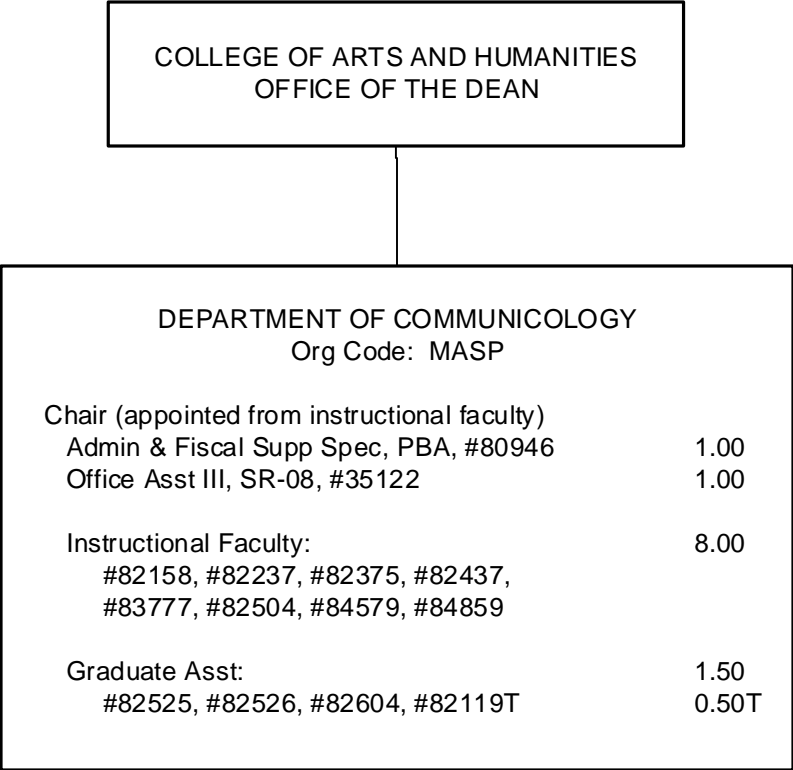 COLLEGE OF ARTS AND HUMANITIES
OFFICE OF THE DEAN
DEPARTMENT OF COMMUNICOLOGY
Org Code: MASP
Chair (appointed from instructional faculty)
Admin & Fiscal Supp Spec, PBA, #80946 1.00
Office Asst III, SR-08, #35122 1.00
Instructional Faculty: 8.00
#82158, #82237, #82375, #82437,
#83777, #82504, #84579, #84859
Graduate Asst: 1.50
#82525, #82526, #82604, #82119T 0.50T